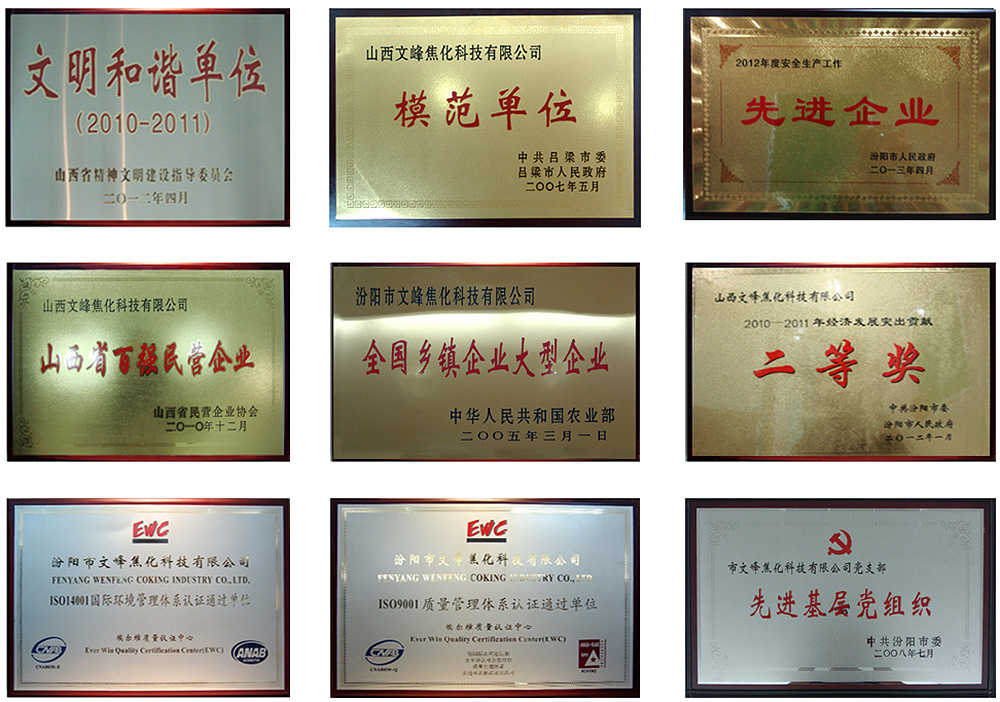 文明和谐单位
(2010-2011)
山西省精神文明建设指导委员会
二〇一二年四月
山西文峰焦化科技有限公司
模范单位
中共吕梁市委
吕梁市人民政府
二〇〇七年五月
2012年度安全生产工作
先进企业
汾阳市人民政府
二〇一三年四月
山西文峰焦化科技有限公司
山西省百强民营企业
山西省民营企业协会
二〇一〇年十二月
汾阳市文峰焦化科技有限公司
全国乡镇企业大型企业
中华人民共和国农业部
二〇〇五年三月一日
山西文峰焦化科技有限公司
2010—2011年经济发展突出贡献
二等奖
中共汾阳市委
汾阳市人民政府
二〇一二年一月
EWC
汾阳市文峰焦化科技有限公司
FENYANG WENFENG COKING INDUSTRY CO.,LTD.
ISO14001国际环境管理体系认证通过单位
埃尔维质量认证中心
Ever Win Quality Certification Center(EWC)
CNAB
CNAB039-E
ANAB
EWC
汾阳市文峰焦化科技有限公司
FENYANG WENFENG COKING INDUSTRY CO.,LTD
ISO9001质量管理体系认证通过单位
埃尔维质量认证中心
Ever Win Quality Certification Center(EWC)
CNAB
CNAB039-Q
ANSI-RAB
市文峰焦化科技有限公司党支部
先进基层党组织
中共汾阳市委
二〇〇八年七月